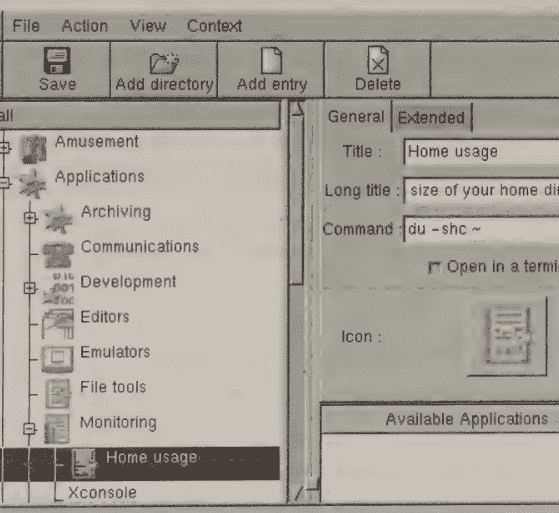 File Action View Context
Save Add directory Add entry Delete
all
Amusement
Applications
Archiving
Communications
Development
Editors
Emulators
File tools
Monitoring
Home usage
Xconsole
General Extended
Title : Home usage
Long title : size of your home
Command : du -shc ~
Open in a
Icon :
Available Applications